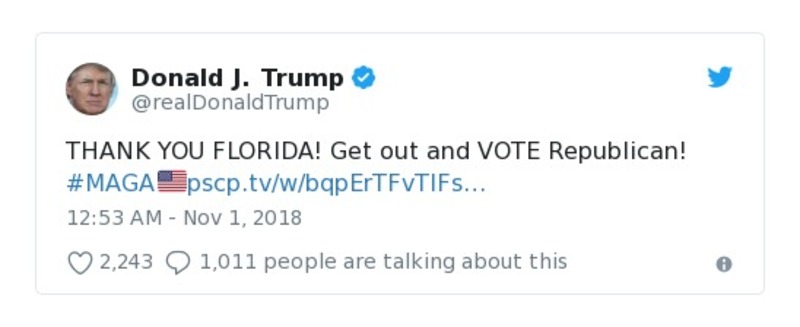 Donald J. Trump
@realDonaldTrump
THANK YOU FLORIDA! Get out and VOTE Republican!
#MAGA🇺🇸pscp.tv/w/bqpErTFvTIFs…
12:53 AM - Nov 1, 2018
2,243 1,011 people are talking about this